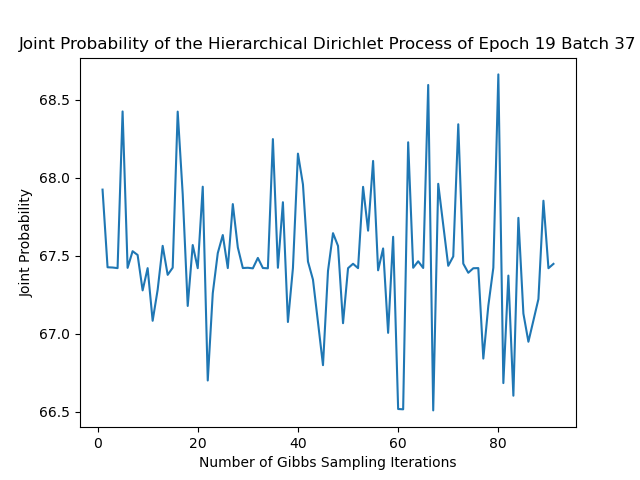 Joint Probability of the Hierarchical Dirichlet Process of Epoch 19 Batch 37
68.5
68.0
67.5
67.0
66.5
Joint Probability
0 20 40 60 80
Number of Gibbs Sampling Iterations